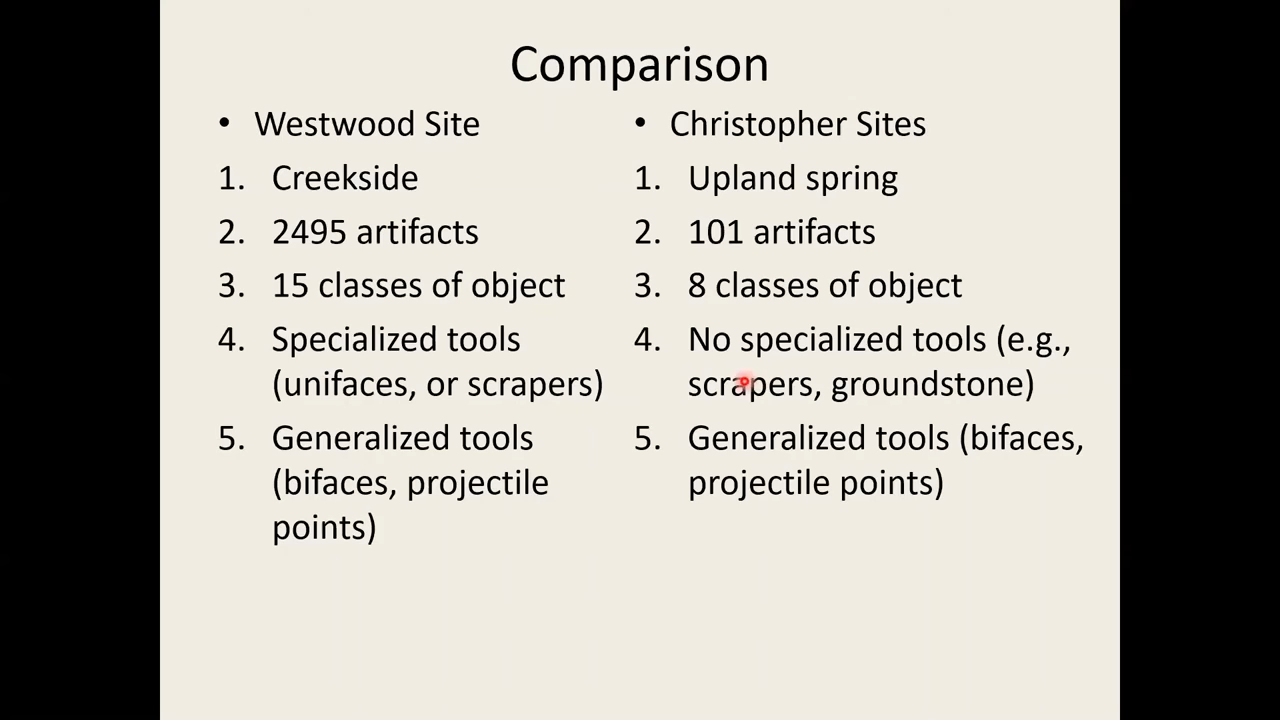 Comparison
• Westwood Site
1. Creekside
2. 2495 artifacts
3. 15 classes of object
4. Specialized tools
(unifaces, or scrapers)
5. Generalized tools
(bifaces, projectile
points)
• Christopher Sites
1. Upland spring
2. 101 artifacts
3. 8 classes of object
4. No specialized tools (e.g.,
scrapers, groundstone)
5. Generalized tools (bifaces,
projectile points)